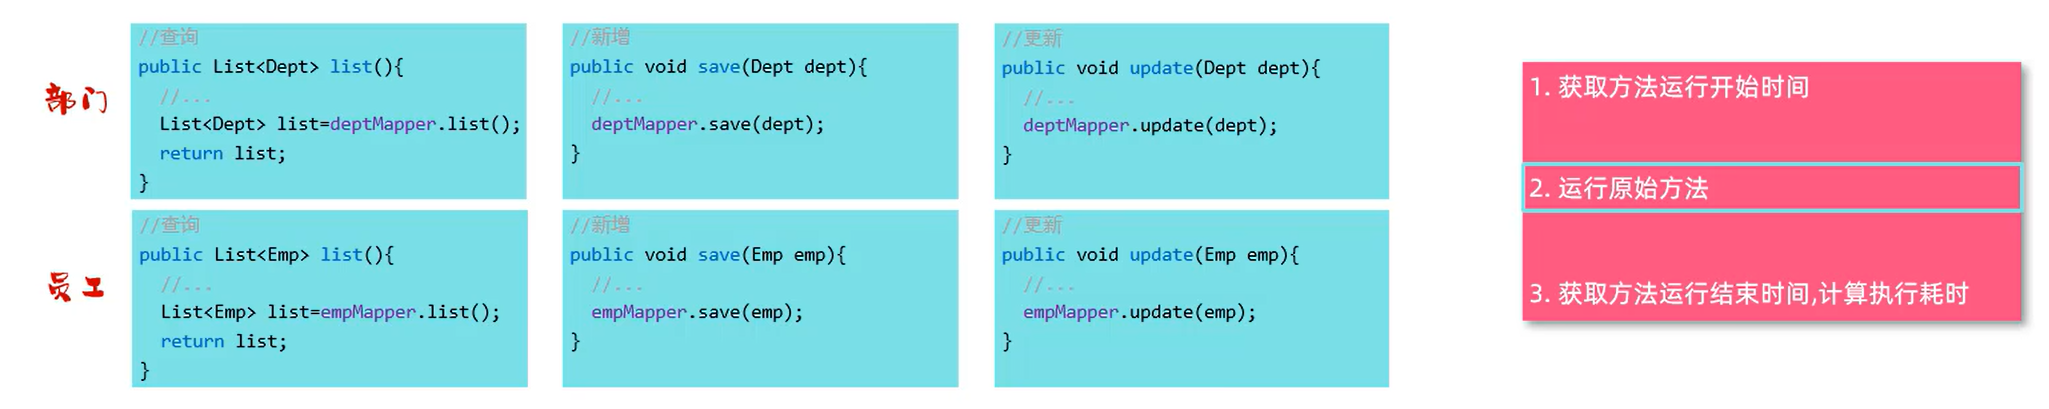 部门
//查询
public List<Dept> list(){
  //...
  List<Dept> list=deptMapper.list();
  return list;
}
//新增
public void save(Dept dept){
  //...
  deptMapper.save(dept);
}
//更新
public void update(Dept dept){
  //...
  deptMapper.update(dept);
}
员工
//查询
public List<Emp> list(){
  //...
  List<Emp> list=empMapper.list();
  return list;
}
//新增
public void save(Emp emp){
  //...
  empMapper.save(emp);
}
//更新
public void update(Emp emp){
  //...
  empMapper.update(emp);
}
1. 获取方法运行开始时间
2. 运行原始方法
3. 获取方法运行结束时间,计算执行耗时